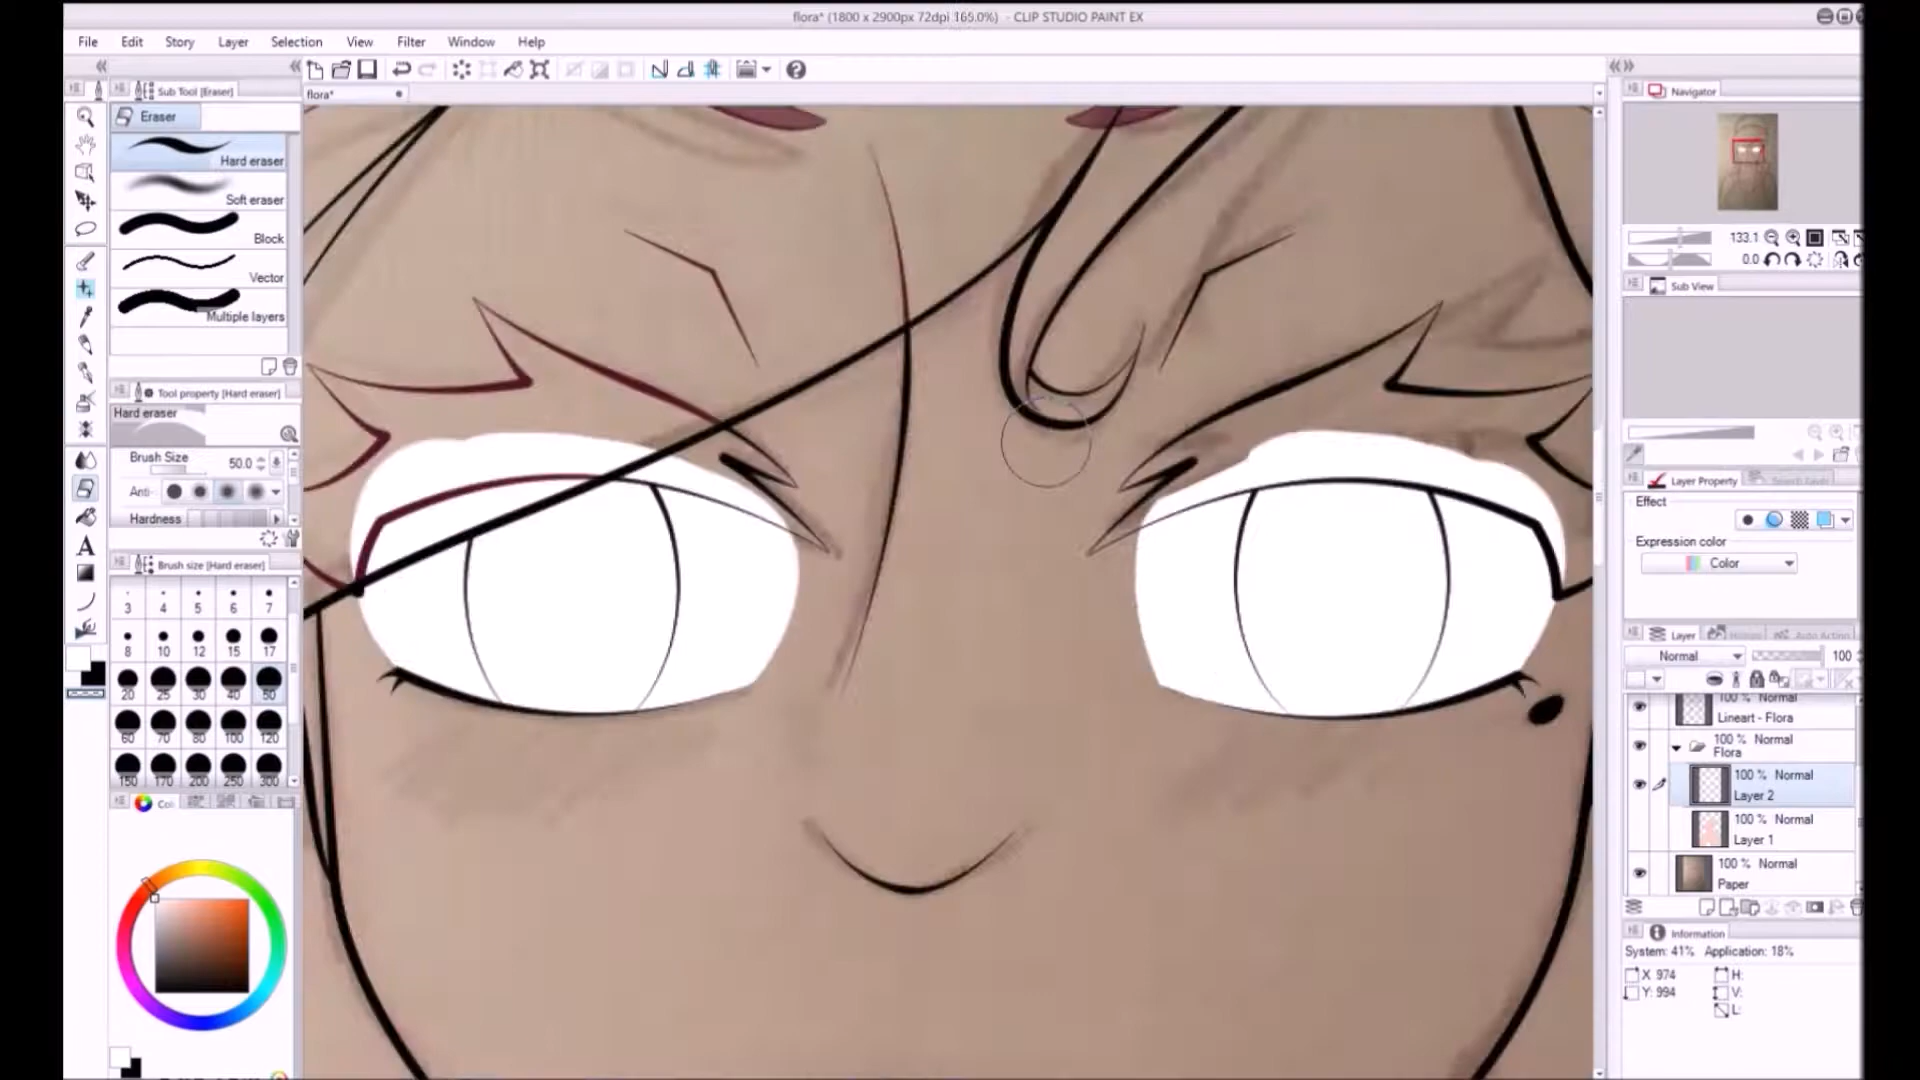 flora* (1800 x 2900px 72dpi 165.0%) - CLIP STUDIO PAINT EX
File Edit Story Layer Selection View Filter Window Help
Sub Tool [Eraser]
flora*
Navigator
Eraser
Hard eraser
Soft eraser
Block
Vector
Multiple layers
133.1
0.0
Sub View
Tool property [Hard eraser]
Hard eraser
Brush Size 50.0
Anti-
Hardness
Layer Property
Effect
Expression color
Color
Brush size [Hard eraser]
3 4 5 6 7
8 10 12 15 17
20 25 30 40 50
60 70 80 100 120
150 170 200 250 300
Layer Auto Action
Normal 100
100 % Normal
Lineart - Flora
100 % Normal
Flora
100 % Normal
Layer 2
100 % Normal
Layer 1
100 % Normal
Paper
Information
System: 41% Application: 18%
X 974 H:
Y: 994 V:
L: